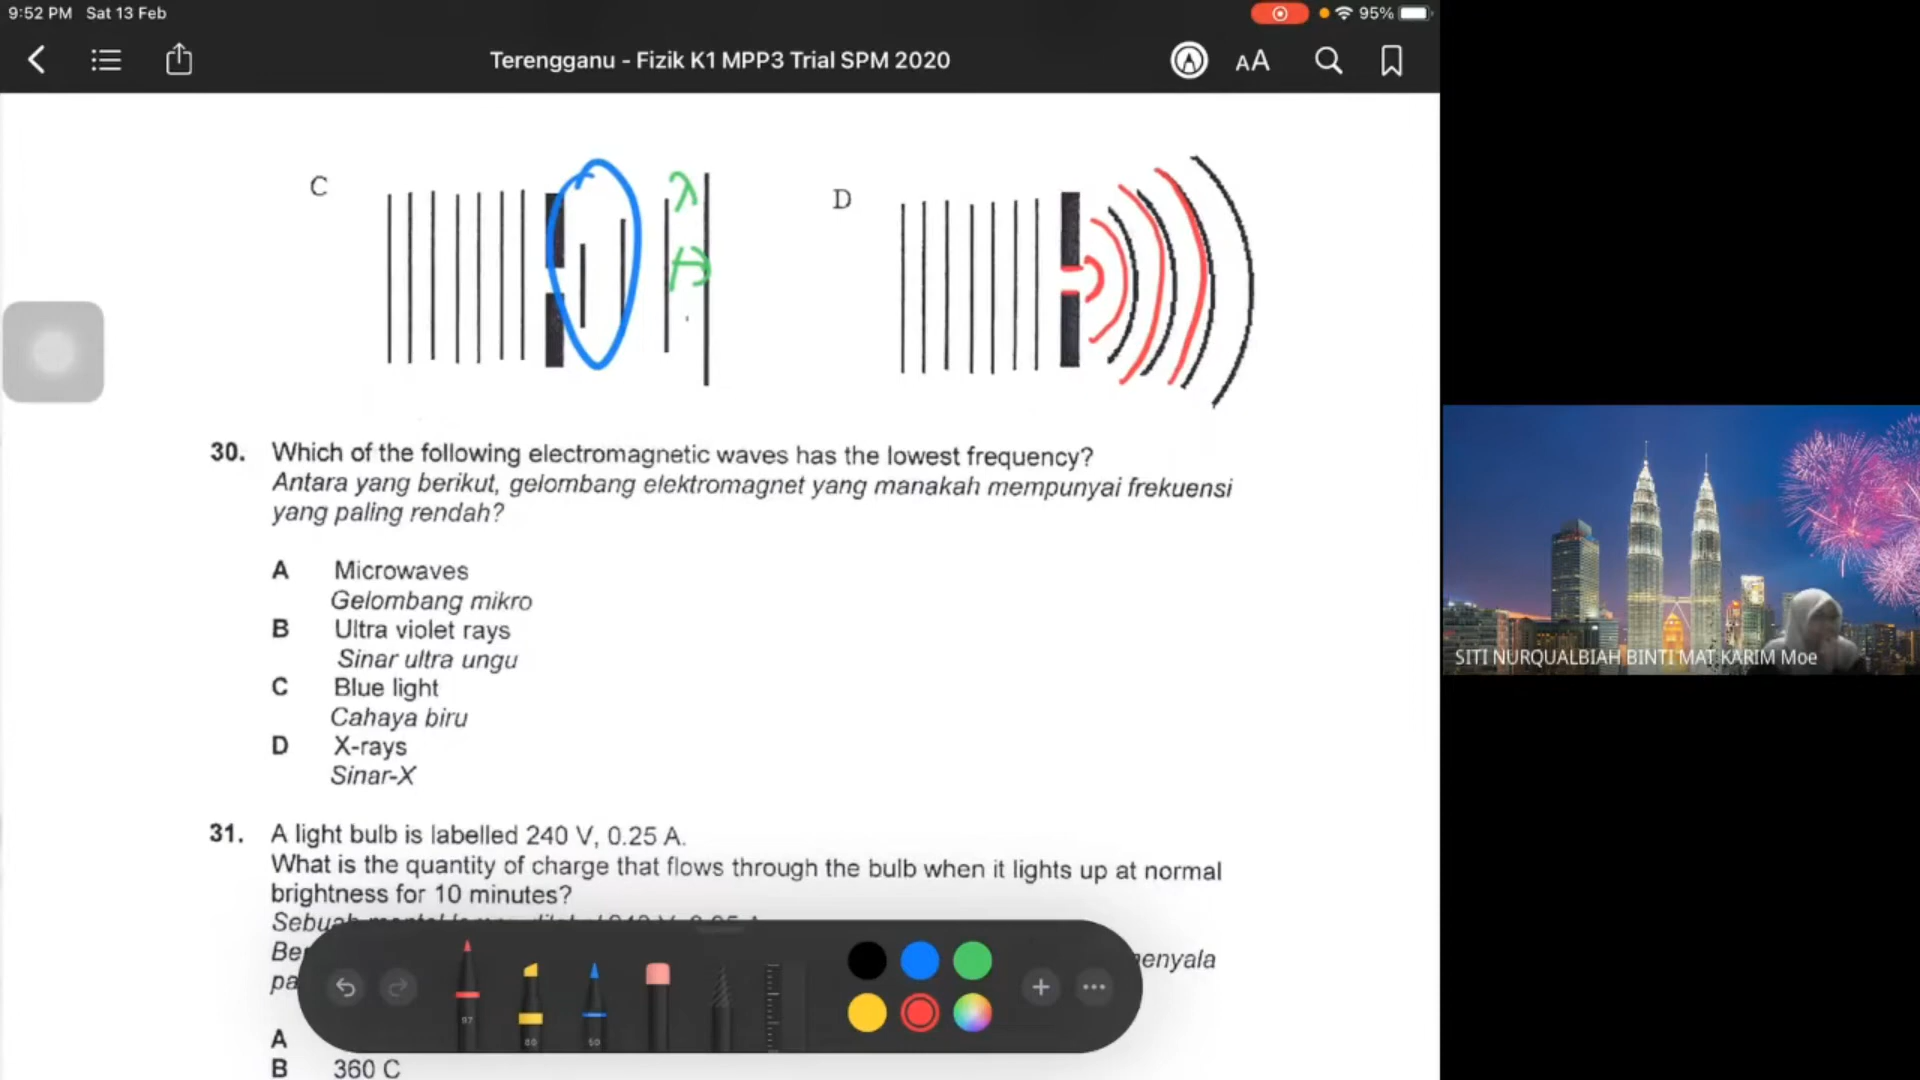 9:52 PM Sat 13 Feb
95%
Terengganu - Fizik K1 MPP3 Trial SPM 2020
AA
C
λ
D
30. Which of the following electromagnetic waves has the lowest frequency?
Antara yang berikut, gelombang elektromagnet yang manakah mempunyai frekuensi
yang paling rendah?
A Microwaves
Gelombang mikro
B Ultra violet rays
Sinar ultra ungu
C Blue light
Cahaya biru
D X-rays
Sinar-X
SITI NURQUALBIAH BINTI MAT KARIM Moe
31. A light bulb is labelled 240 V, 0.25 A.
What is the quantity of charge that flows through the bulb when it lights up at normal
brightness for 10 minutes?
A
B 360 C
97
80
50